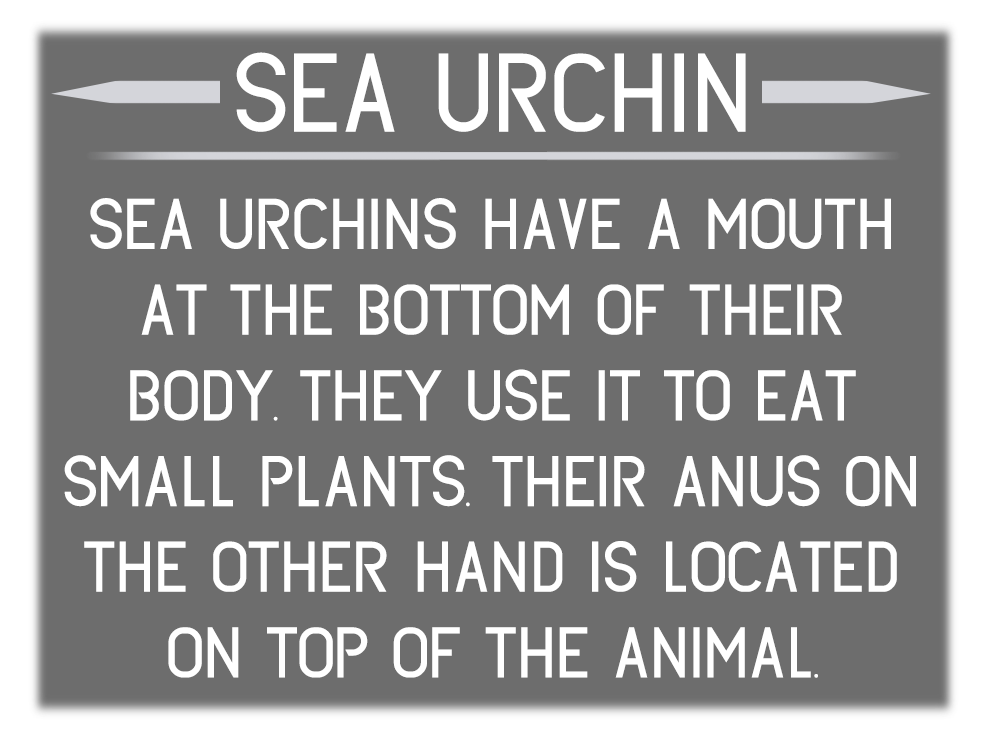 SEA URCHIN
SEA URCHINS HAVE A MOUTH
AT THE BOTTOM OF THEIR
BODY. THEY USE IT TO EAT
SMALL PLANTS. THEIR ANUS ON
THE OTHER HAND IS LOCATED
ON TOP OF THE ANIMAL.